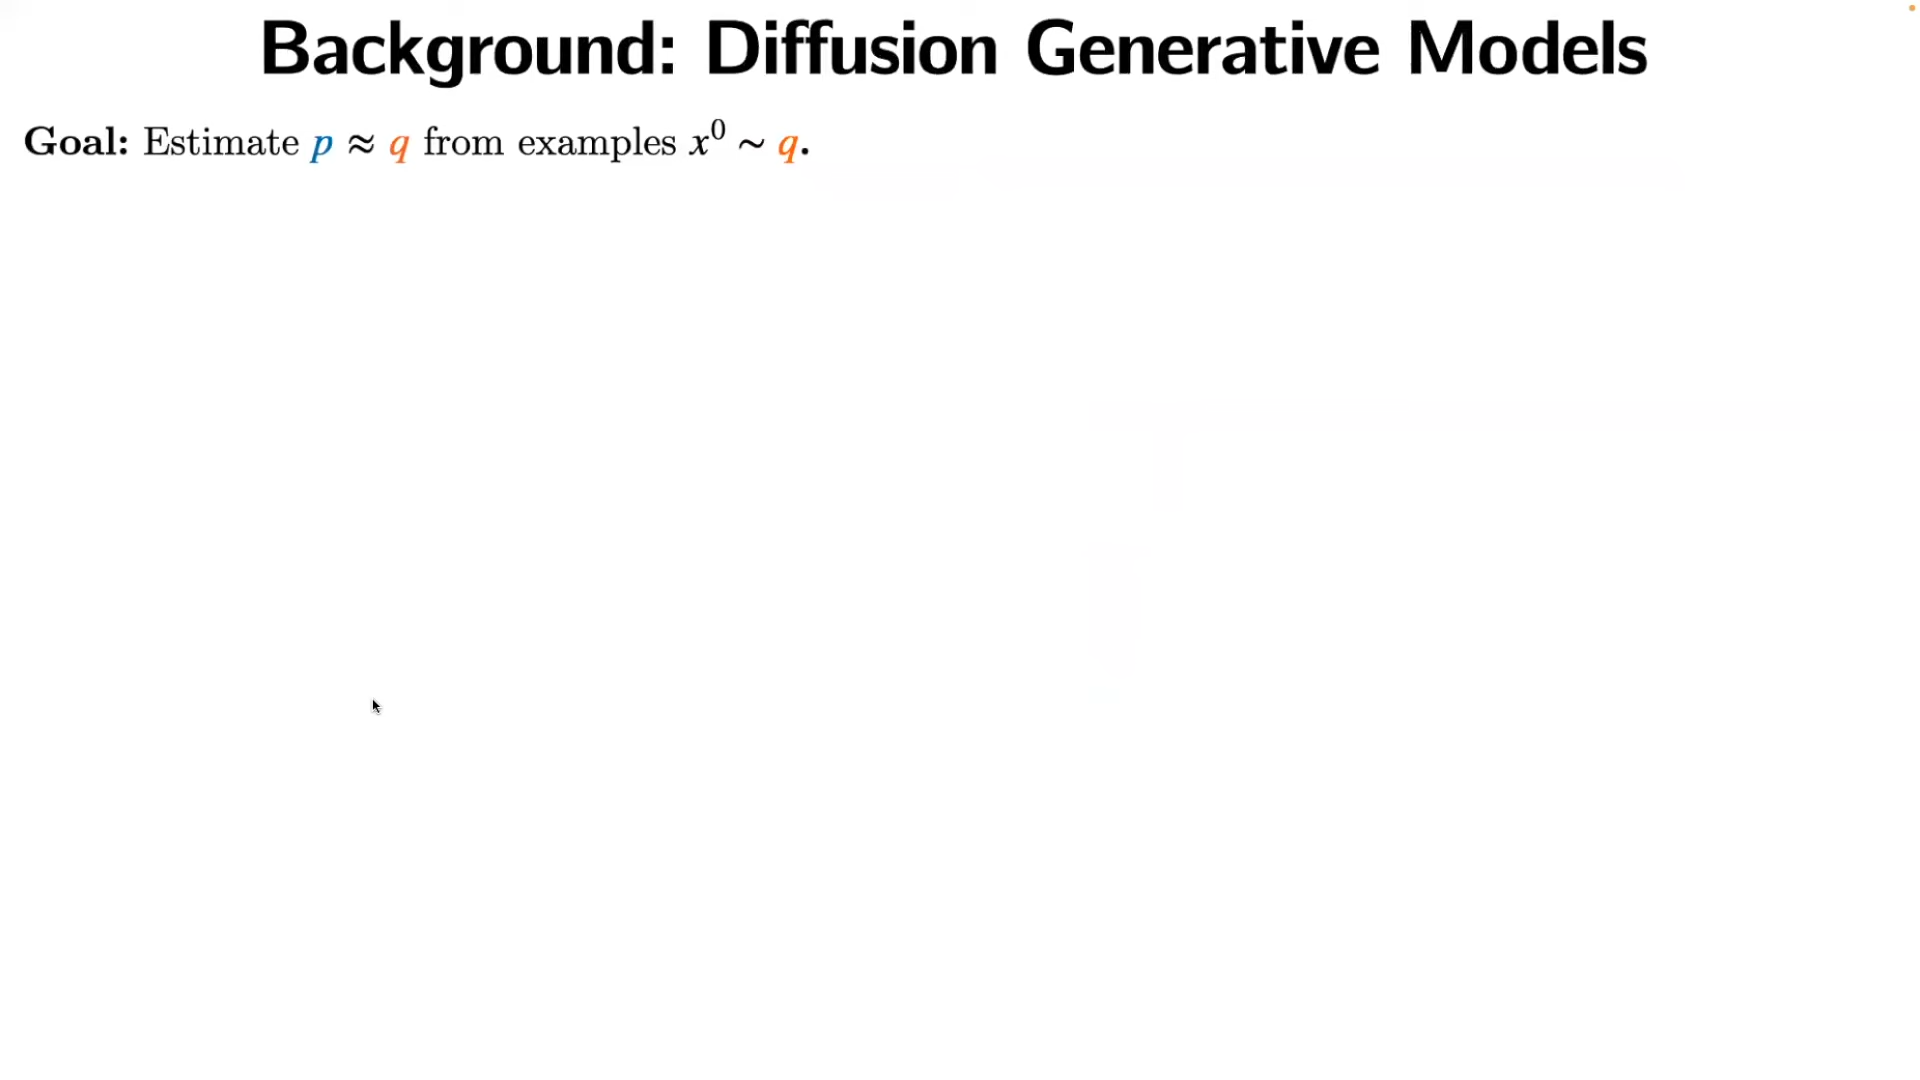 Background: Diffusion Generative Models
Goal: Estimate p ≈ q from examples x⁰ ∼ q.